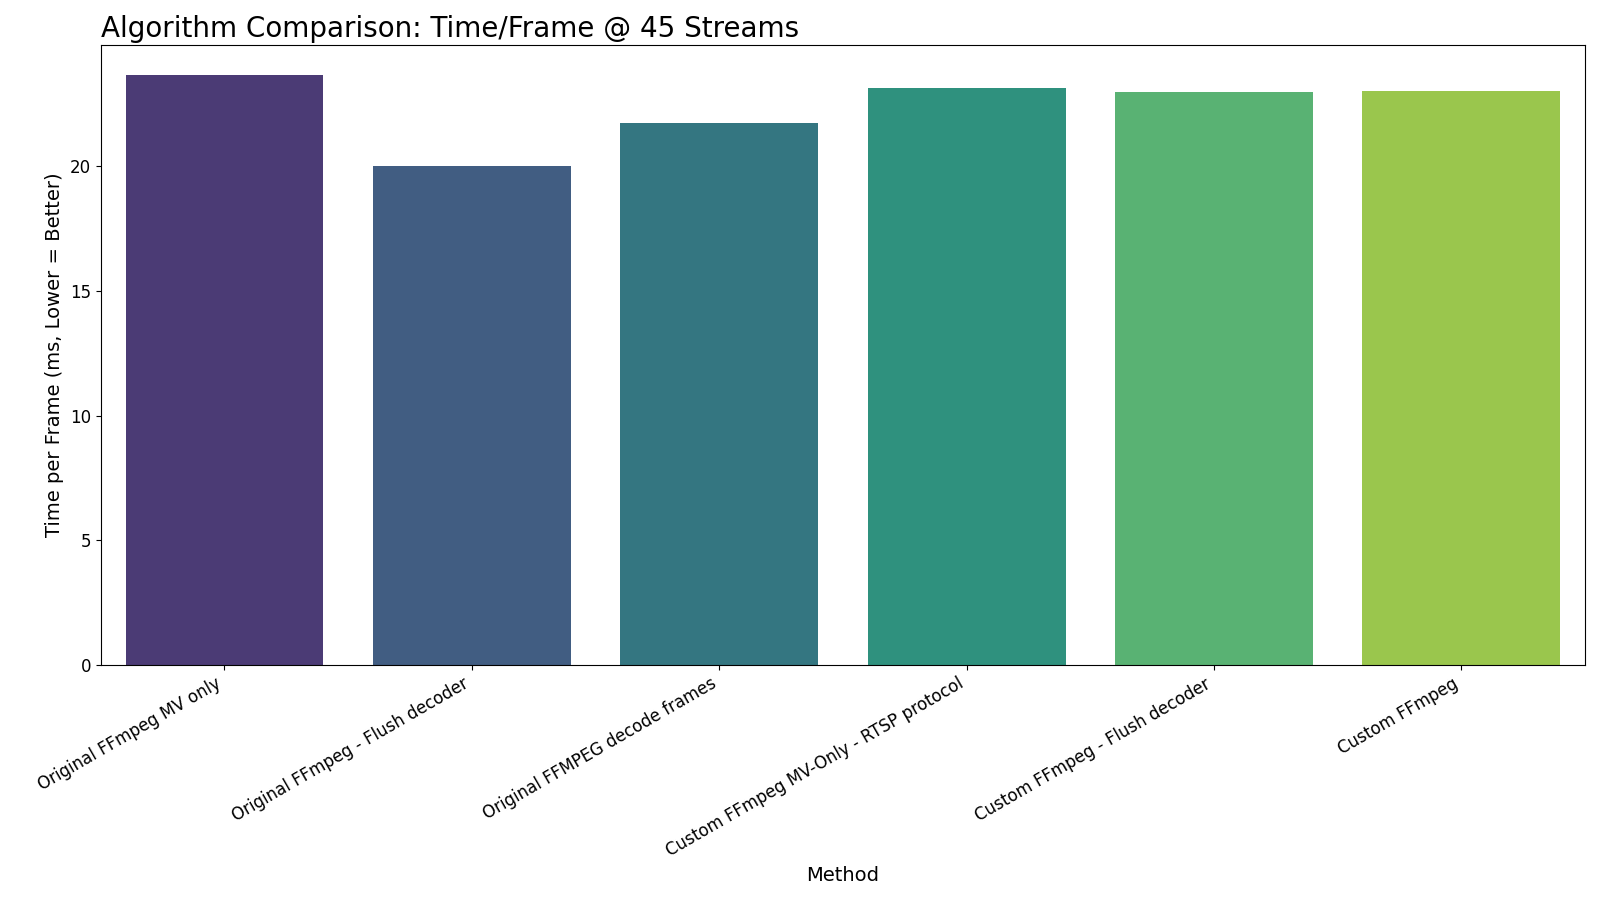 Algorithm Comparison: Time/Frame @ 45 Streams
Time per Frame (ms, Lower = Better)
20
15
10
5
0
Original FFmpeg MV only
Original FFmpeg - Flush decoder
Original FFMPEG decode frames
Custom FFmpeg MV-Only - RTSP protocol
Custom FFmpeg - Flush decoder
Custom FFmpeg
Method